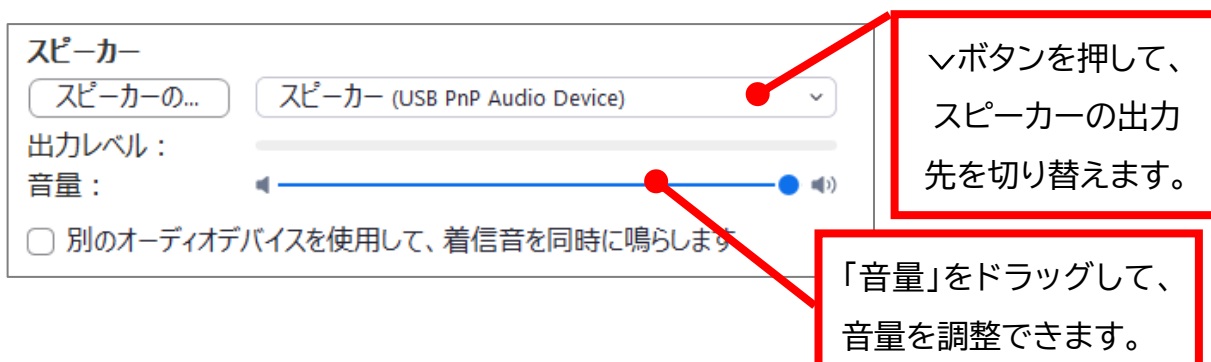 スピーカー
スピーカーの...
スピーカー (USB PnP Audio Device)
出力レベル：
音量：
別のオーディオデバイスを使用して、着信音を同時に鳴らします
∨ボタンを押して、
スピーカーの出力
先を切り替えます。
「音量」をドラッグして、
音量を調整できます。